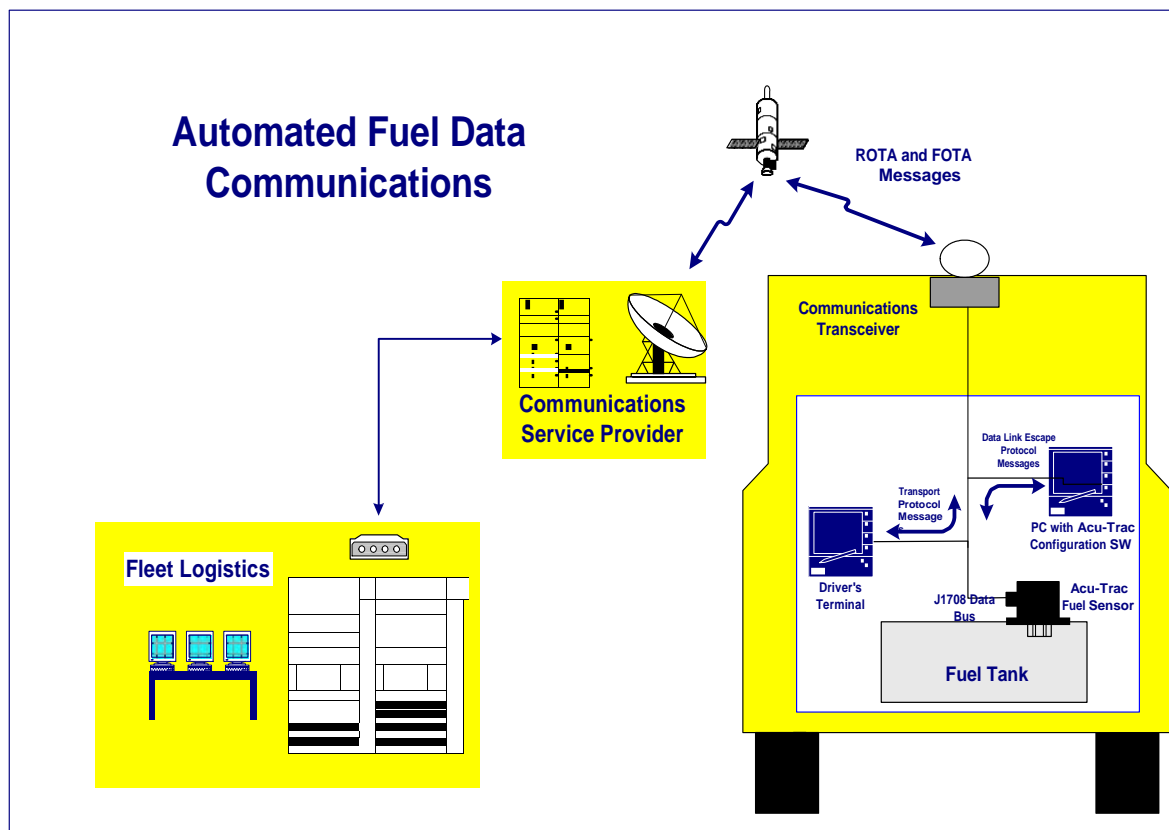 Automated Fuel Data
Communications
ROTA and FOTA
Messages
Communications
Transceiver
Communications
Service Provider
Data Link Escape
Protocol
Messages
Transport
Protocol
Message
s
PC with Acu-Trac
Configuration SW
Driver's
Terminal
J1708 Data
Bus
Acu-Trac
Fuel Sensor
Fuel Tank
Fleet Logistics